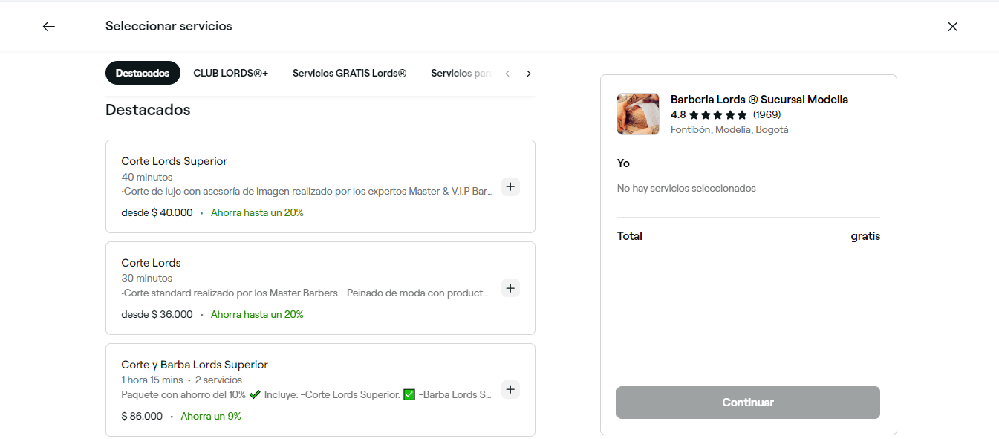 Seleccionar servicios
Destacados
CLUB LORDS®+
Servicios GRATIS Lords®
Servicios
Destacados
Corte Lords Superior
40 minutos
•Corte de lujo con asesoría de imagen realizado por los expertos Master & V.I.P Bar...
desde $ 40.000 • Ahorra hasta un 20%
Corte Lords
30 minutos
•Corte standard realizado por los Master Barbers. -Peinado de moda con product...
desde $ 36.000 • Ahorra hasta un 20%
Corte y Barba Lords Superior
1 hora 15 mins • 2 servicios
Paquete con ahorro del 10% ✔ Incluye: -Corte Lords Superior. ✅ -Barba Lords S...
$ 86.000 • Ahorra un 9%
Barberia Lords ® Sucursal Modelia
4.8 ★★★★★ (1969)
Fontibón, Modelia, Bogotá
Yo
No hay servicios seleccionados
Total gratis
Continuar